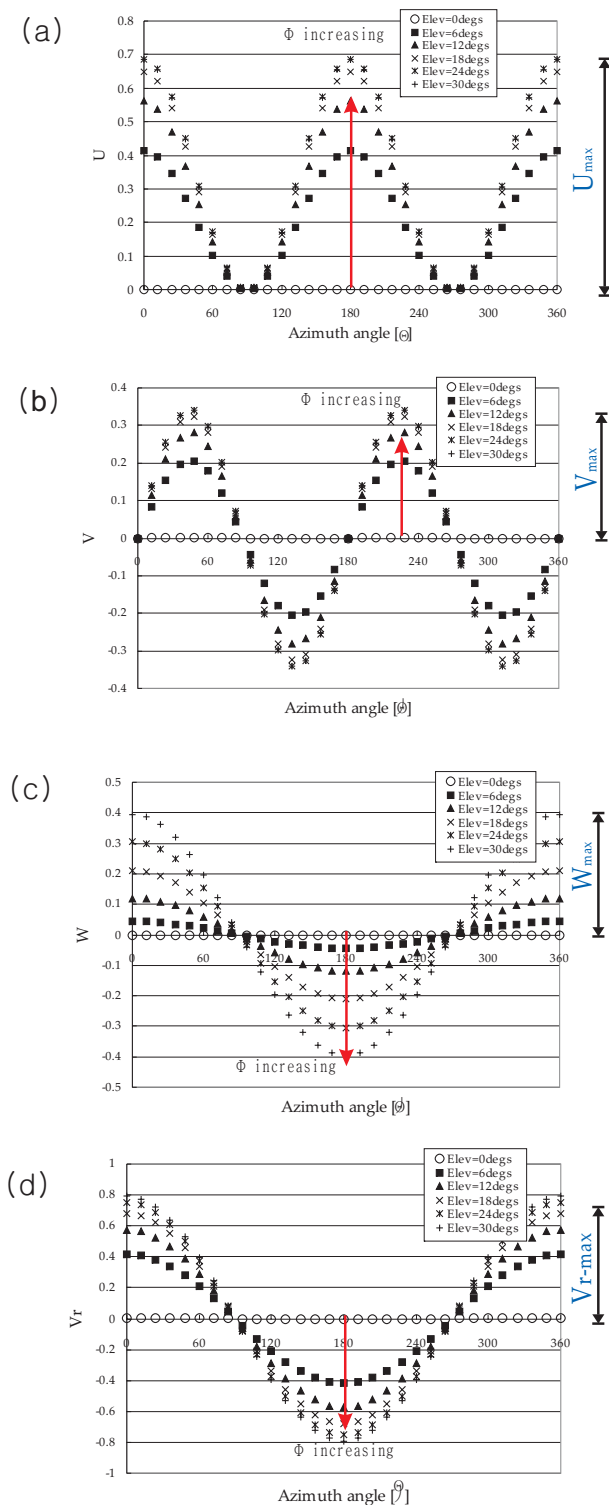 (a)
Φ increasing
Elev=0degs
Elev=6degs
Elev=12degs
Elev=18degs
Elev=24degs
Elev=30degs
0.8
0.7
0.6
0.5
0.4
0.3
0.2
0.1
0
U
0 60 120 180 240 300 360
Azimuth angle [Θ]
Umax
(b)
Φ increasing
Elev=0degs
Elev=6degs
Elev=12degs
Elev=18degs
Elev=24degs
Elev=30degs
0.4
0.3
0.2
0.1
0
-0.1
-0.2
-0.3
-0.4
V
0 60 120 180 240 300 360
Azimuth angle [Θ]
Vmax
(c)
Elev=0degs
Elev=6degs
Elev=12degs
Elev=18degs
Elev=24degs
Elev=30degs
0.5
0.4
0.3
0.2
0.1
0
-0.1
-0.2
-0.3
-0.4
-0.5
W
0 60 120 180 240 300 360
Φ increasing
Azimuth angle [Θ]
Wmax
(d)
Elev=0degs
Elev=6degs
Elev=12degs
Elev=18degs
Elev=24degs
Elev=30degs
1
0.8
0.6
0.4
0.2
0
-0.2
-0.4
-0.6
-0.8
-1
Vr
0 60 120 180 240 300 360
Φ increasing
Azimuth angle [Θ]
Vr-max